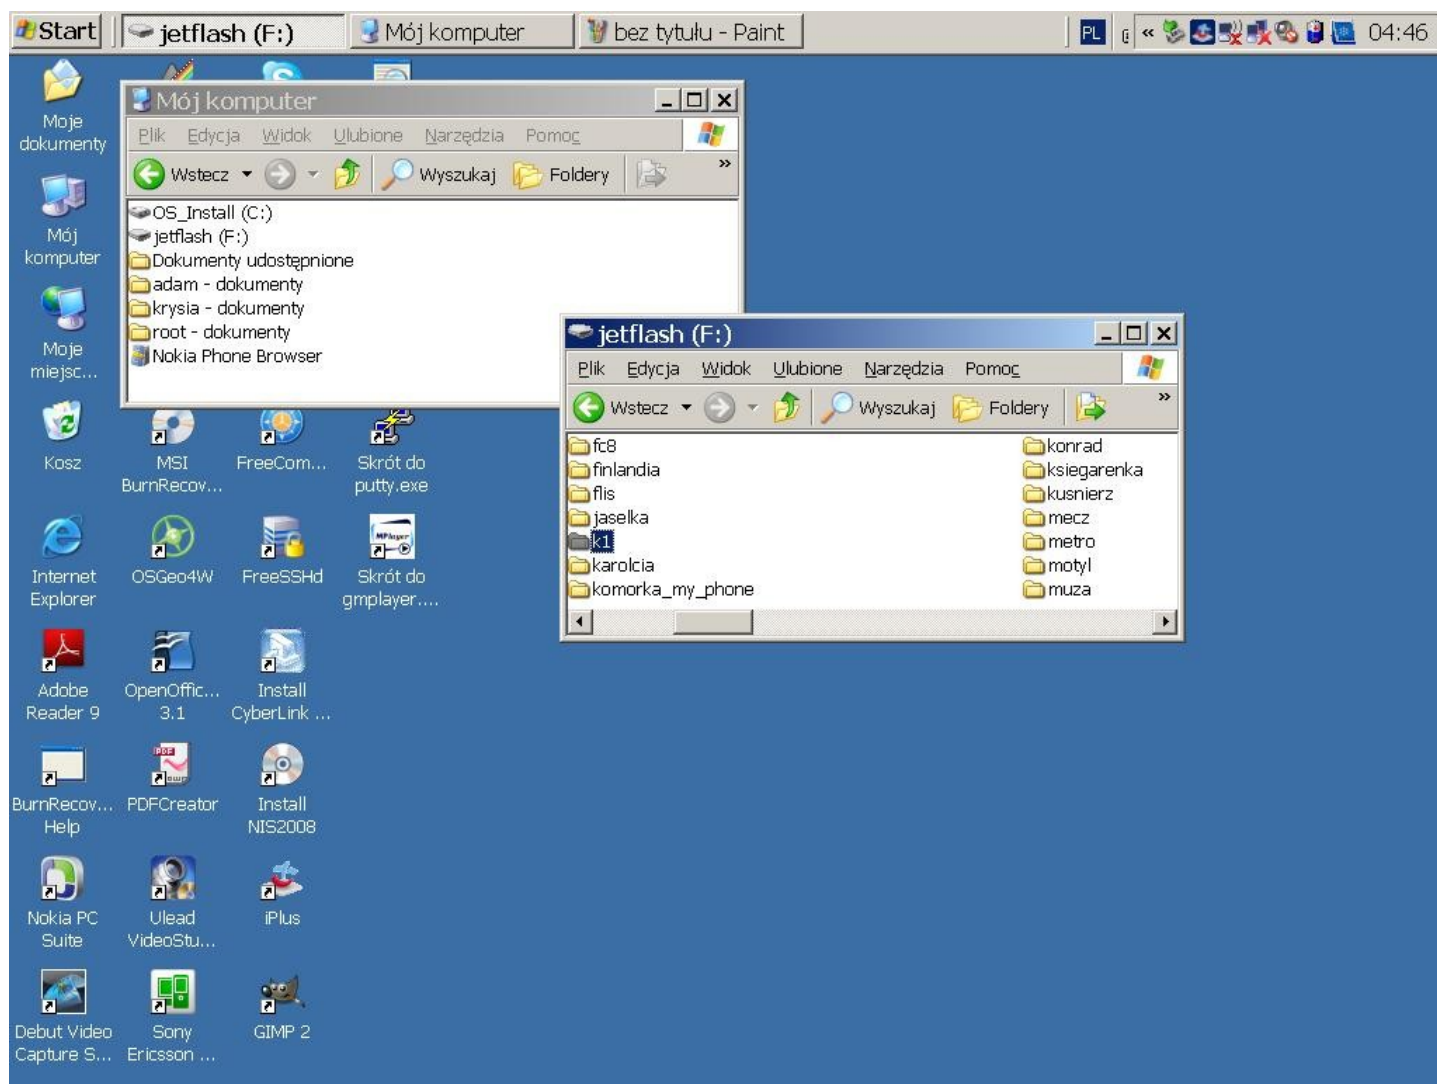 Start
jetflash (F:)
Mój komputer
bez tytułu - Paint
PL
«
04:46
Moje
dokumenty
Mój
komputer
Moje
miejsc...
Kosz
Internet
Explorer
Adobe
Reader 9
BurnRecov...
Help
Nokia PC
Suite
Debut Video
Capture S...
MSI
BurnRecov...
OSGeo4W
OpenOffic...
3.1
PDFCreator
Ulead
VideoStu...
Sony
Ericsson ...
FreeCom...
FreeSSHd
Install
CyberLink ...
Install
NIS2008
iPlus
GIMP 2
Skrót do
putty.exe
MPlayer
Skrót do
gmplayer....
Mój komputer
Plik Edycja Widok Ulubione Narzędzia Pomoc
Wstecz Wyszukaj Foldery »
OS_Install (C:)
jetflash (F:)
Dokumenty udostępnione
adam - dokumenty
krysia - dokumenty
root - dokumenty
Nokia Phone Browser
jetflash (F:)
Plik Edycja Widok Ulubione Narzędzia Pomoc
Wstecz Wyszukaj Foldery »
fc8
finlandia
flis
jaselka
k1
karolcia
komorka_my_phone
konrad
ksiegarenka
kusnierz
mecz
metro
motyl
muza